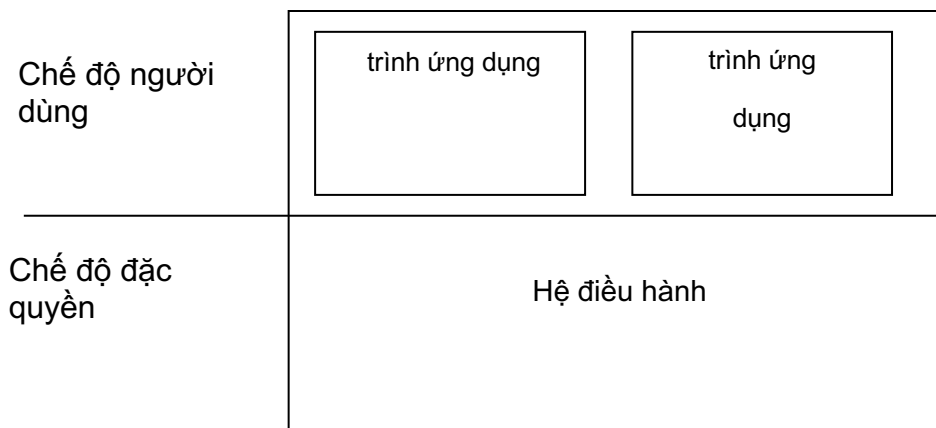 Chế độ người
dùng
trình ứng dụng
trình ứng
dụng
Chế độ đặc
quyền
Hệ điều hành